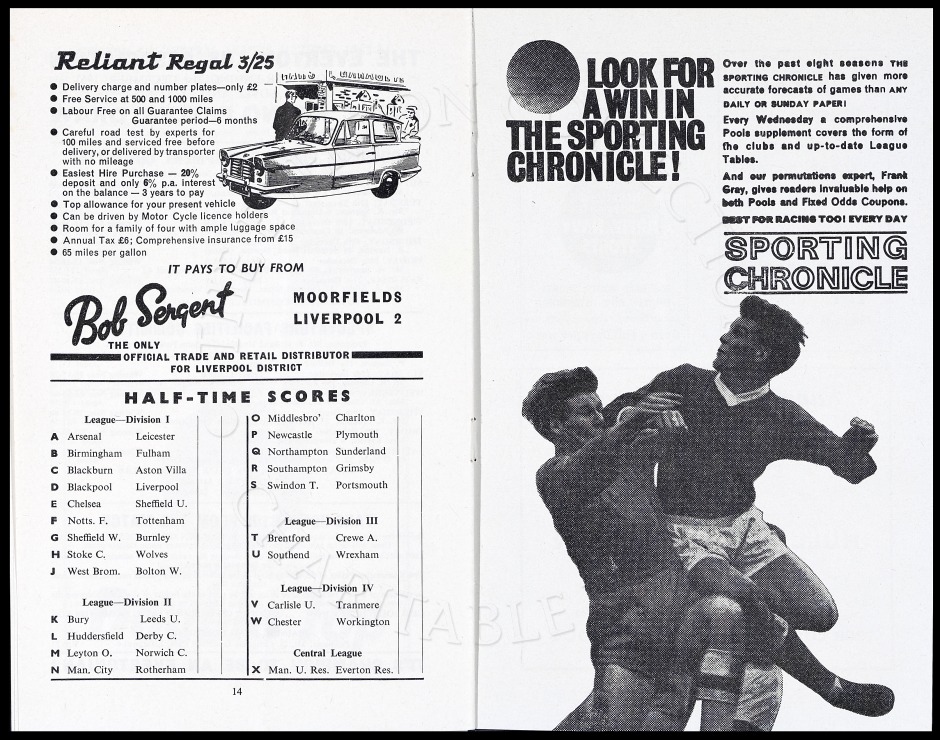 Reliant Regal 3/25
● Delivery charge and number plates—only £2
● Free Service at 500 and 1000 miles
● Labour Free on all Guarantee Claims
Guarantee period—6 months
● Careful road test by experts for
100 miles and serviced free before
delivery, or delivered by transporter
with no mileage
● Easiest Hire Purchase — 20%
deposit and only 6% p.a. interest
on the balance — 3 years to pay
● Top allowance for your present vehicle
● Can be driven by Motor Cycle licence holders
● Room for a family of four with ample luggage space
● Annual Tax £6; Comprehensive insurance from £15
● 65 miles per gallon
IT PAYS TO BUY FROM
Bob Sergent
MOORFIELDS
LIVERPOOL 2
THE ONLY
OFFICIAL TRADE AND RETAIL DISTRIBUTOR
FOR LIVERPOOL DISTRICT
HALF-TIME SCORES
League—Division I
A Arsenal Leicester
B Birmingham Fulham
C Blackburn Aston Villa
D Blackpool Liverpool
E Chelsea Sheffield U.
F Notts. F. Tottenham
G Sheffield W. Burnley
H Stoke C. Wolves
J West Brom. Bolton W.
League—Division II
K Bury Leeds U.
L Huddersfield Derby C.
M Leyton O. Norwich C.
N Man. City Rotherham
O Middlesbro' Charlton
P Newcastle Plymouth
Q Northampton Sunderland
R Southampton Grimsby
S Swindon T. Portsmouth
League—Division III
T Brentford Crewe A.
U Southend Wrexham
League—Division IV
V Carlisle U. Tranmere
W Chester Workington
Central League
X Man. U. Res. Everton Res.
14
LOOK FOR
A WIN IN
THE SPORTING
CHRONICLE!
Over the past eight seasons THE
SPORTING CHRONICLE has given more
accurate forecasts of games than ANY
DAILY OR SUNDAY PAPER!
Every Wednesday a comprehensive
Pools supplement covers the form of
the clubs and up-to-date League
Tables.
And our permutations expert, Frank
Gray, gives readers invaluable help on
both Pools and Fixed Odds Coupons.
BEST FOR RACING TOO! EVERY DAY
SPORTING
CHRONICLE